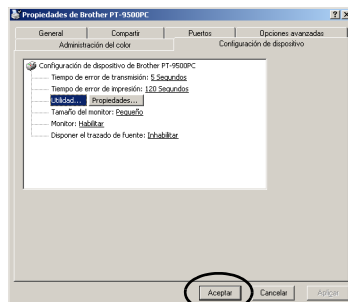 Propiedades de Brother PT-9500PC
General Compartir Puertos Opciones avanzadas
Administración del color Configuración de dispositivo
Configuración de dispositivo de Brother PT-9500PC
Tiempo de error de transmisión: 5 Segundos
Tiempo de error de impresión: 120 Segundos
Utilidad... Propiedades...
Tamaño del monitor: Pequeño
Monitor: Habilitar
Disponer el trazado de fuente: Inhabilitar
Aceptar Cancelar Aplicar